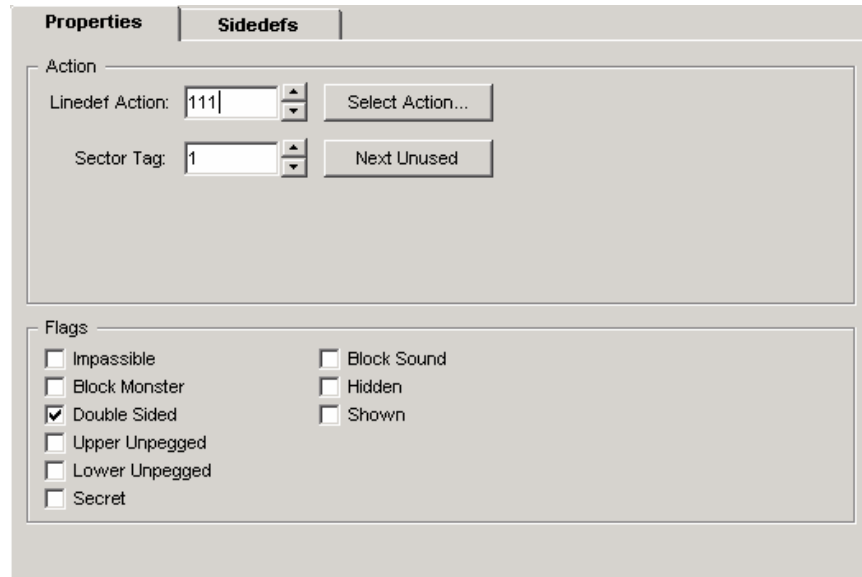 Properties Sidedefs
Action
Linedef Action: 111 Select Action...
Sector Tag: 1 Next Unused
Flags
Impassible Block Sound
Block Monster Hidden
Double Sided Shown
Upper Unpegged
Lower Unpegged
Secret